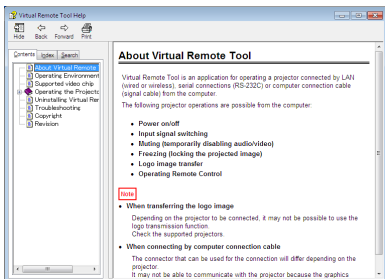 Virtual Remote Tool Help
Hide Back Forward Print
Contents Index Search
About Virtual Remote
Operating Environment
Supported video chip
Operating the Projecto
Uninstalling Virtual Rer
Troubleshooting
Copyright
Revision
About Virtual Remote Tool
Virtual Remote Tool is an application for operating a projector connected by LAN
(wired or wireless), serial connections (RS-232C) or computer connection cable
(signal cable) from the computer.
The following projector operations are possible from the computer:
• Power on/off
• Input signal switching
• Muting (temporarily disabling audio/video)
• Freezing (locking the projected image)
• Logo image transfer
• Operating Remote Control
Note
• When transferring the logo image
Depending on the projector to be connected, it may not be possible to use the
logo transmission function.
Check the supported projectors.
• When connecting by computer connection cable
The connector that can be used for the connection will differ depending on the
projector.
It may not be able to communicate with the projector because the graphics